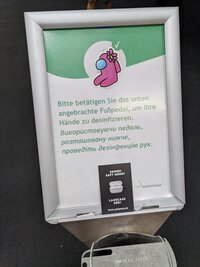 Bitte betätigen Sie das unten
angebrachte Fußpedal, um Ihre
Hände zu desinfizieren.
Використовуючи педаль,
розташовану нижче,
проведіть дезінфекцію рук.